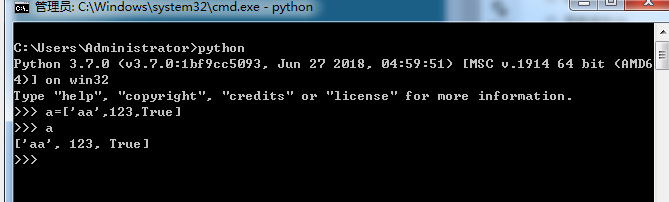 管理员: C:\Windows\system32\cmd.exe - python
C:\Users\Administrator>python
Python 3.7.0 (v3.7.0:1bf9cc5093, Jun 27 2018, 04:59:51) [MSC v.1914 64 bit (AMD6
4)] on win32
Type "help", "copyright", "credits" or "license" for more information.
>>> a=['aa',123,True]
>>> a
['aa', 123, True]
>>>